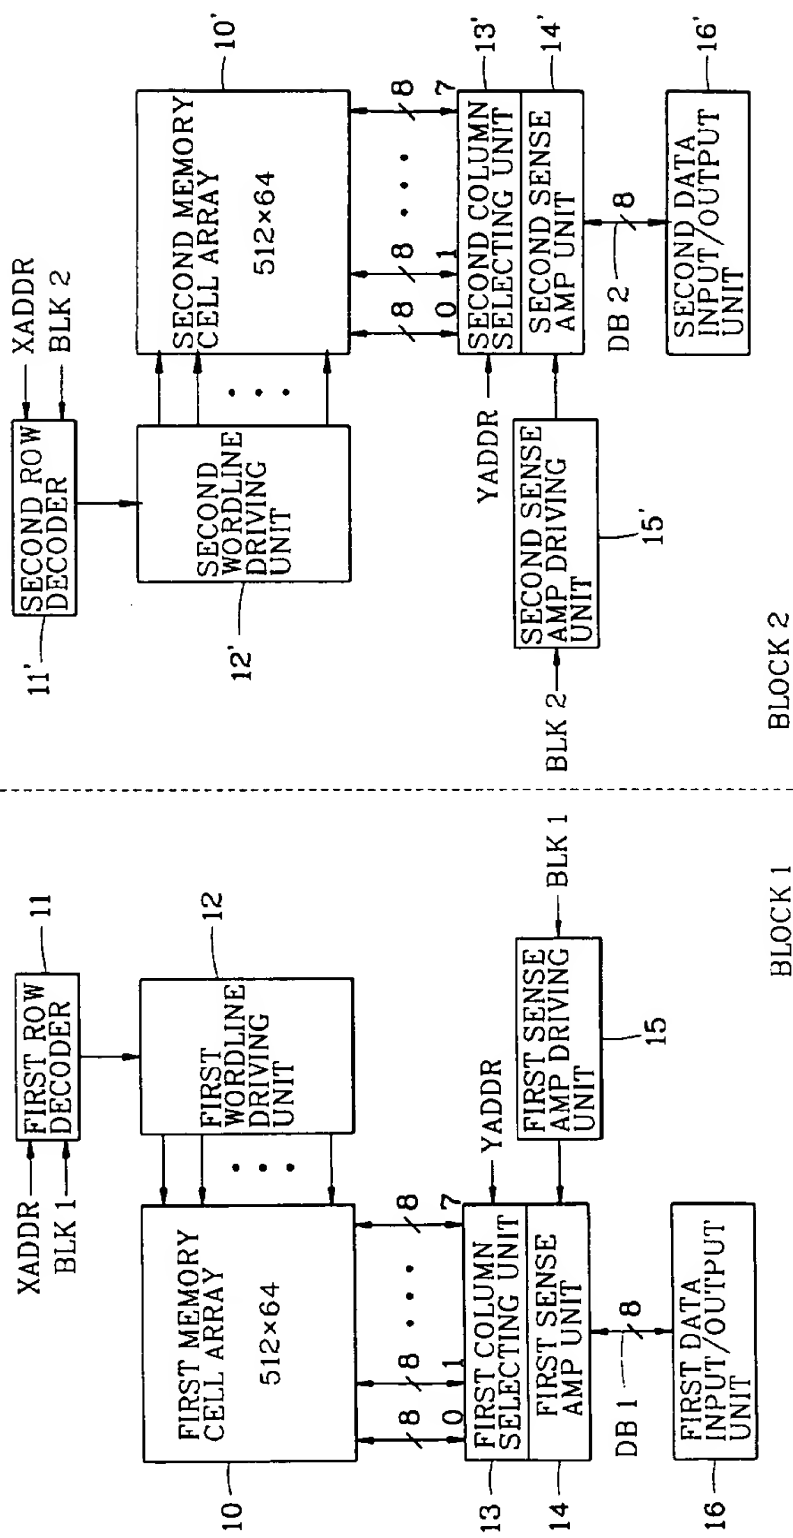 XADDR
BLK 1
FIRST ROW
DECODER
11
FIRST MEMORY
CELL ARRAY
512×64
10
FIRST
WORDLINE
DRIVING
UNIT
12
8
8
8
0
1
7
FIRST COLUMN
SELECTING UNIT
13
YADDR
FIRST SENSE
AMP UNIT
14
FIRST SENSE
AMP DRIVING
UNIT
15
BLK 1
DB 1
8
FIRST DATA
INPUT/OUTPUT
UNIT
16
BLOCK 1
11'
SECOND ROW
DECODER
XADDR
BLK 2
12'
SECOND
WORDLINE
DRIVING
UNIT
SECOND MEMORY
CELL ARRAY
512×64
10'
8
8
8
0
1
7
YADDR
SECOND COLUMN
SELECTING UNIT
13'
SECOND SENSE
AMP UNIT
14'
BLK 2
SECOND SENSE
AMP DRIVING
UNIT
15'
DB 2
8
SECOND DATA
INPUT/OUTPUT
UNIT
16'
BLOCK 2